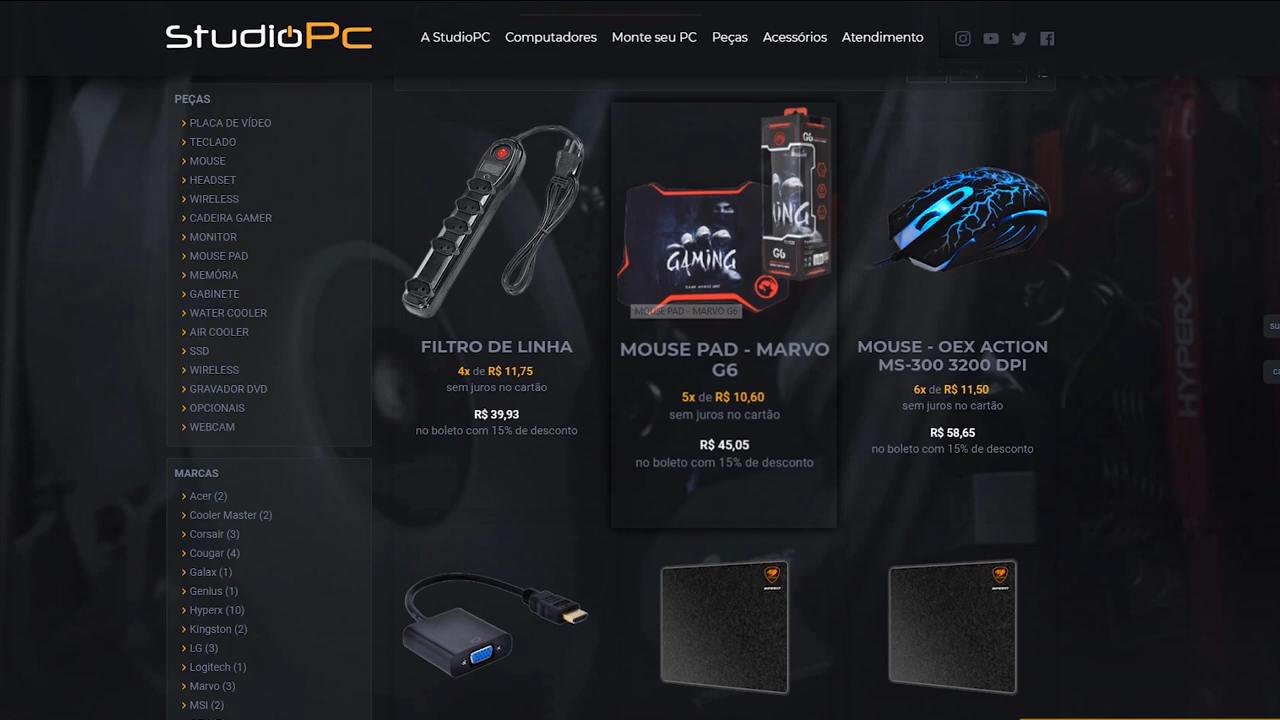 StudioPc
A StudioPC
Computadores
Monte seu PC
Peças
Acessórios
Atendimento
PEÇAS
PLACA DE VÍDEO
TECLADO
MOUSE
HEADSET
WIRELESS
CADEIRA GAMER
MONITOR
MOUSE PAD
MEMÓRIA
GABINETE
WATER COOLER
AIR COOLER
SSD
WIRELESS
GRAVADOR DVD
OPCIONAIS
WEBCAM
MARCAS
Acer (2)
Cooler Master (2)
Corsair (3)
Cougar (4)
Galax (1)
Genius (1)
Hyperx (10)
Kingston (2)
LG (3)
Logitech (1)
Marvo (3)
MSI (2)
FILTRO DE LINHA
4x de R$ 11,75
sem juros no cartão
R$ 39,93
no boleto com 15% de desconto
G6
GAMING
G6
MOUSE PAD - MARVO G6
MOUSE PAD - MARVO
G6
5x de R$ 10,60
sem juros no cartão
R$ 45,05
no boleto com 15% de desconto
MOUSE - OEX ACTION
MS-300 3200 DPI
6x de R$ 11,50
sem juros no cartão
R$ 58,65
no boleto com 15% de desconto
SPEED
SPEED
HYPERX